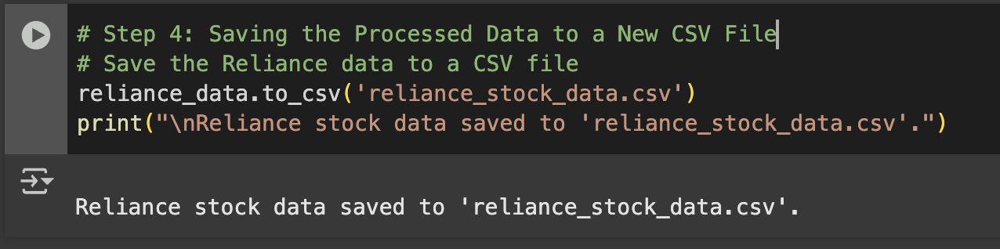 # Step 4: Saving the Processed Data to a New CSV File
# Save the Reliance data to a CSV file
reliance_data.to_csv('reliance_stock_data.csv')
print("\nReliance stock data saved to 'reliance_stock_data.csv'.")
Reliance stock data saved to 'reliance_stock_data.csv'.